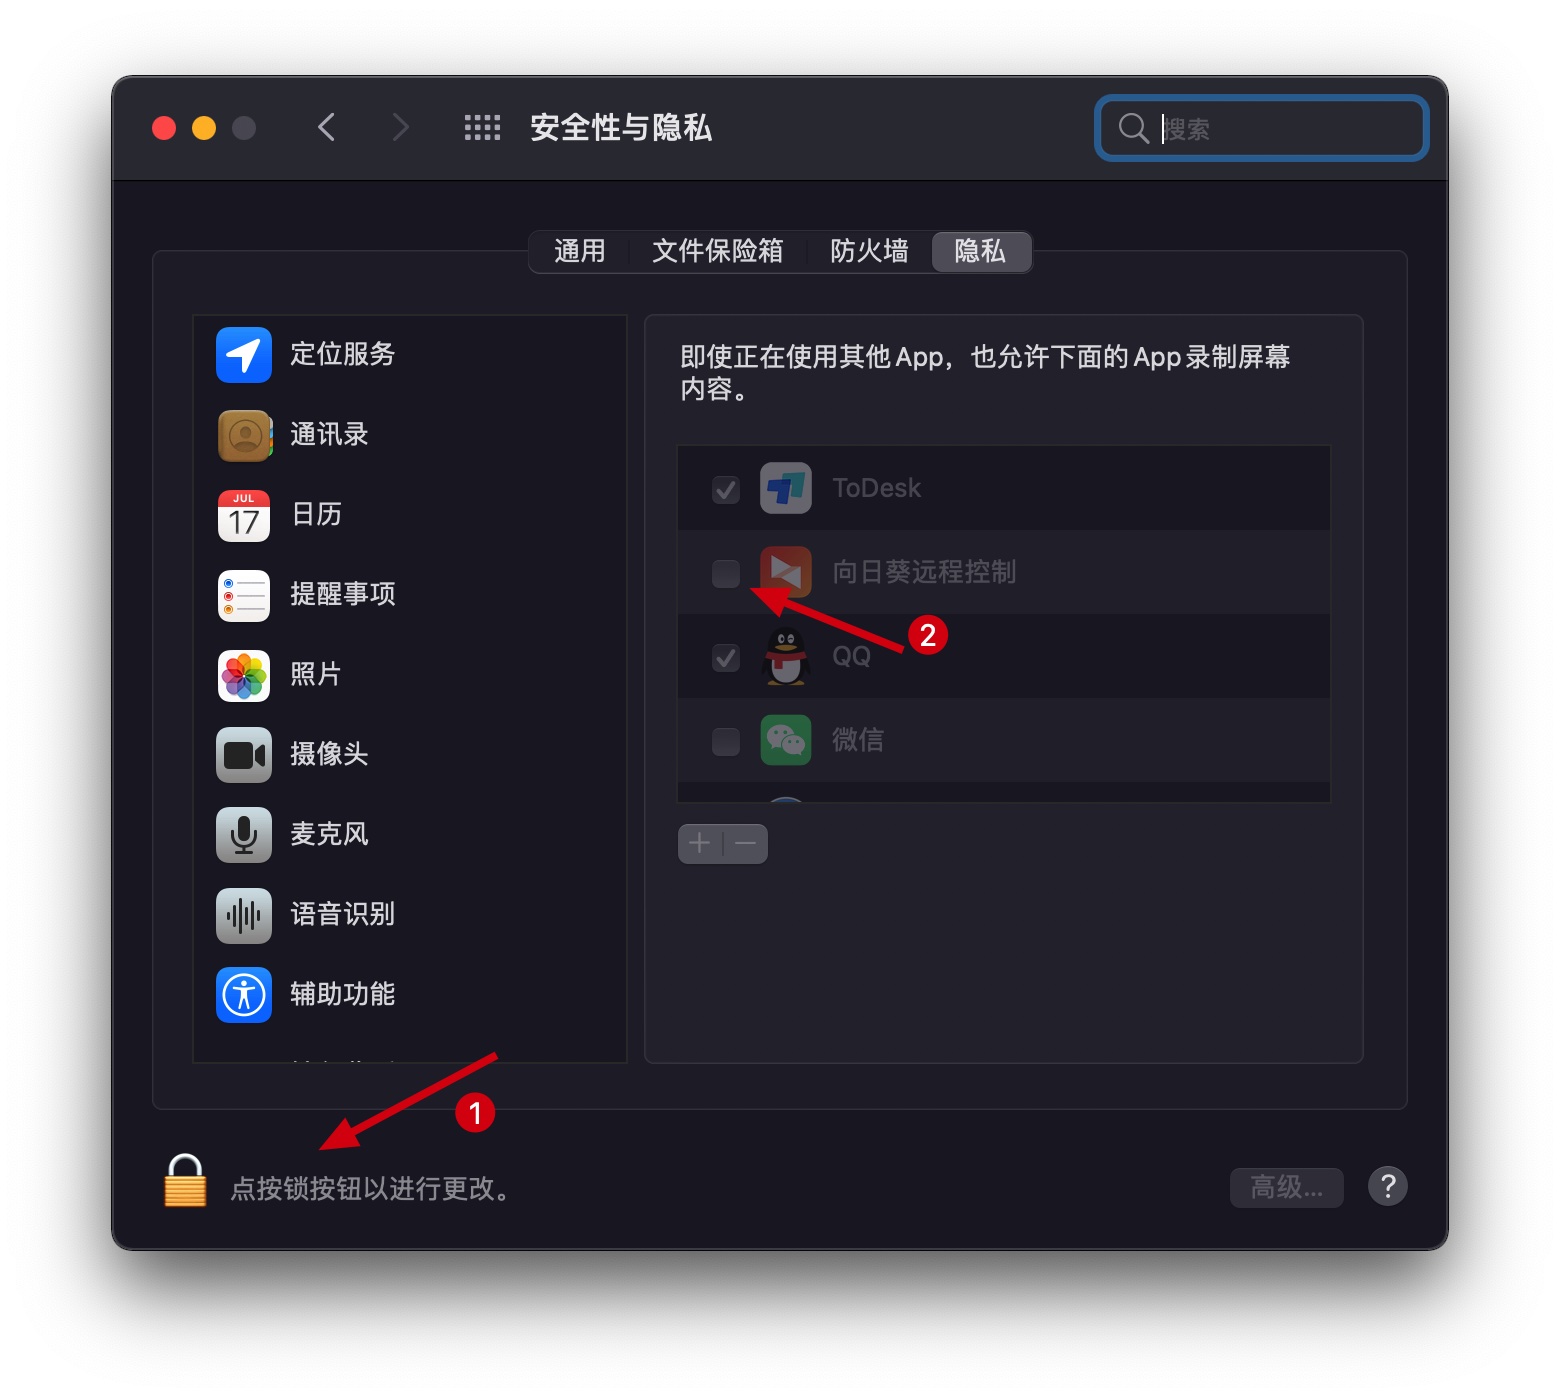 安全性与隐私
搜索
通用
文件保险箱
防火墙
隐私
定位服务
通讯录
JUL
17
日历
提醒事项
照片
摄像头
麦克风
语音识别
辅助功能
即使正在使用其他 App，也允许下面的 App 录制屏幕
内容。
ToDesk
向日葵远程控制
2
QQ
微信
1
点按锁按钮以进行更改。
高级...
?